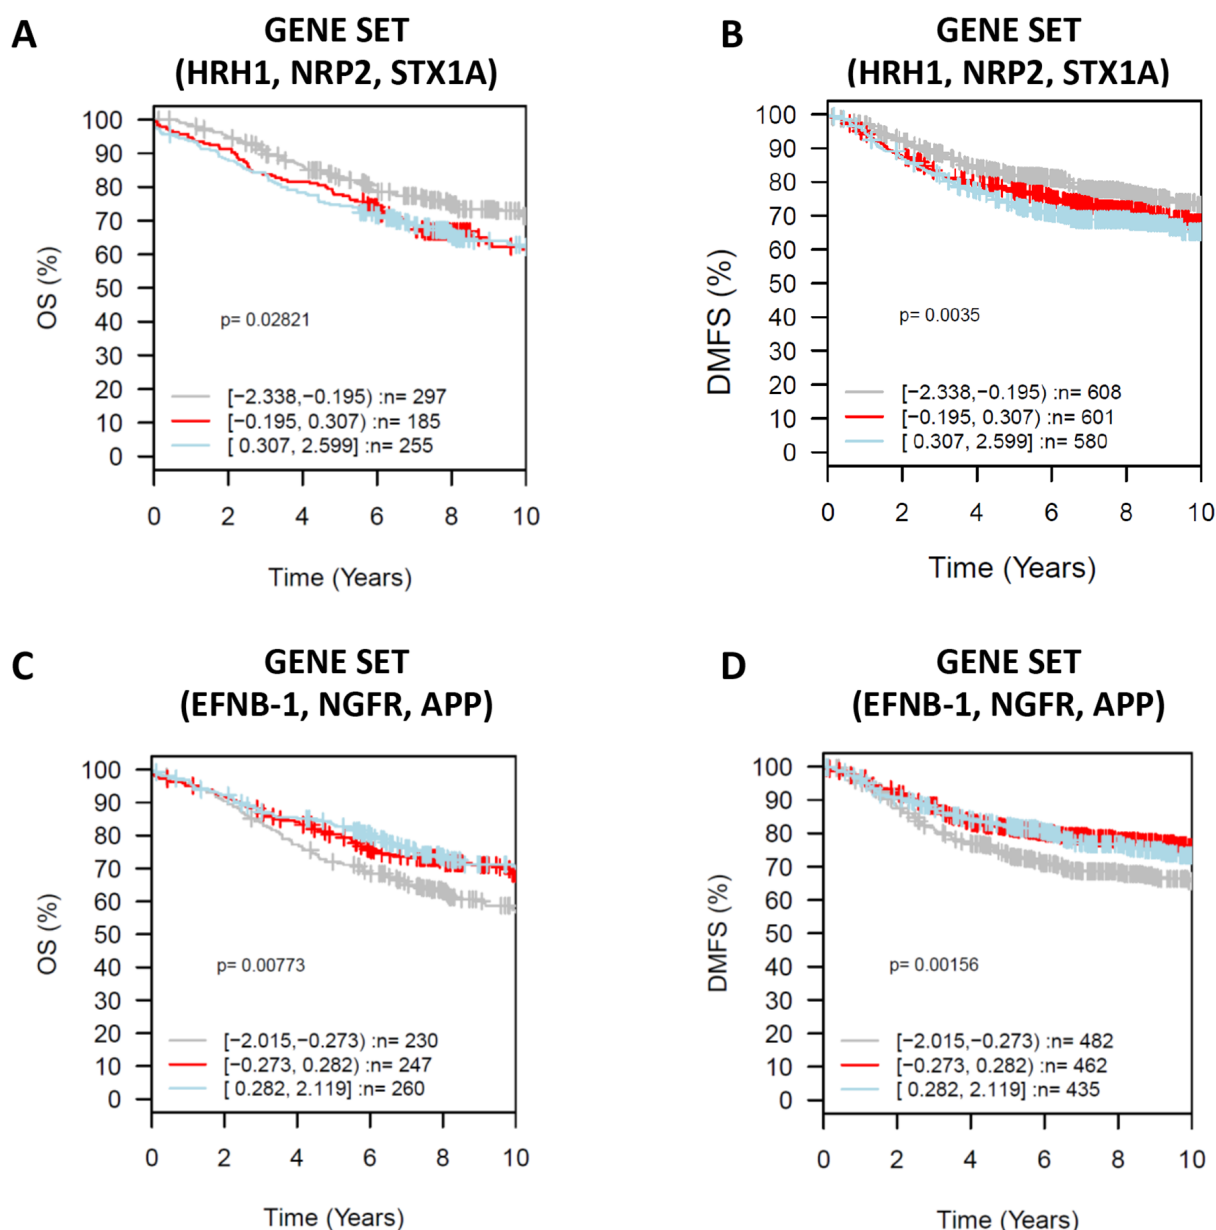 A
GENE SET
(HRH1, NRP2, STX1A)
100
90
80
70
60
50
40
30
20
10
0
OS (%)
p= 0.02821
[−2.338,−0.195) :n= 297
[−0.195, 0.307) :n= 185
[ 0.307, 2.599] :n= 255
0 2 4 6 8 10
Time (Years)
B
GENE SET
(HRH1, NRP2, STX1A)
100
90
80
70
60
50
40
30
20
10
0
DMFS (%)
p= 0.0035
[−2.338,−0.195) :n= 608
[−0.195, 0.307) :n= 601
[ 0.307, 2.599] :n= 580
0 2 4 6 8 10
Time (Years)
C
GENE SET
(EFNB-1, NGFR, APP)
100
90
80
70
60
50
40
30
20
10
0
OS (%)
p= 0.00773
[−2.015,−0.273) :n= 230
[−0.273, 0.282) :n= 247
[ 0.282, 2.119] :n= 260
0 2 4 6 8 10
Time (Years)
D
GENE SET
(EFNB-1, NGFR, APP)
100
90
80
70
60
50
40
30
20
10
0
DMFS (%)
p= 0.00156
[−2.015,−0.273) :n= 482
[−0.273, 0.282) :n= 462
[ 0.282, 2.119] :n= 435
0 2 4 6 8 10
Time (Years)